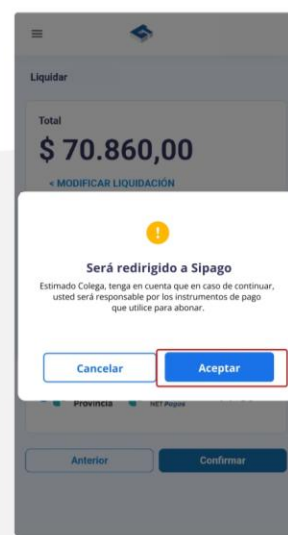 Liquidar
Total
$ 70.860,00
< MODIFICAR LIQUIDACIÓN
!
Será redirigido a Sipago
Estimado Colega, tenga en cuenta que en caso de continuar,
usted será responsable por los instrumentos de pago
que utilice para abonar.
Cancelar Aceptar
Provincia NET Pagos
Anterior Confirmar